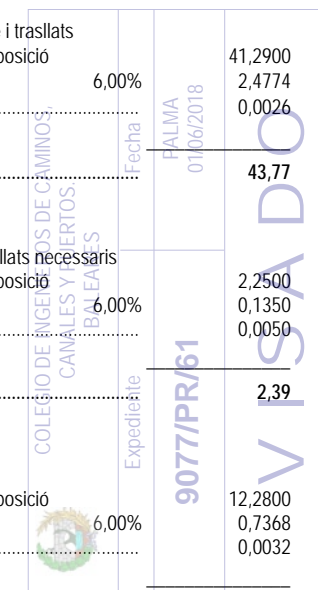 i trasllats
posició 41,2900
6,00% 2,4774
0,0026
43,77
llats necessaris
posició 2,2500
6,00% 0,1350
0,0050
2,39
posició 12,2800
6,00% 0,7368
0,0032
COLEGIO DE INGENIEROS DE CAMINOS,
CANALES Y PUERTOS.
BALEARES
Expediente
Fecha
9077/PR/61
PALMA
01/06/2018
VISADO